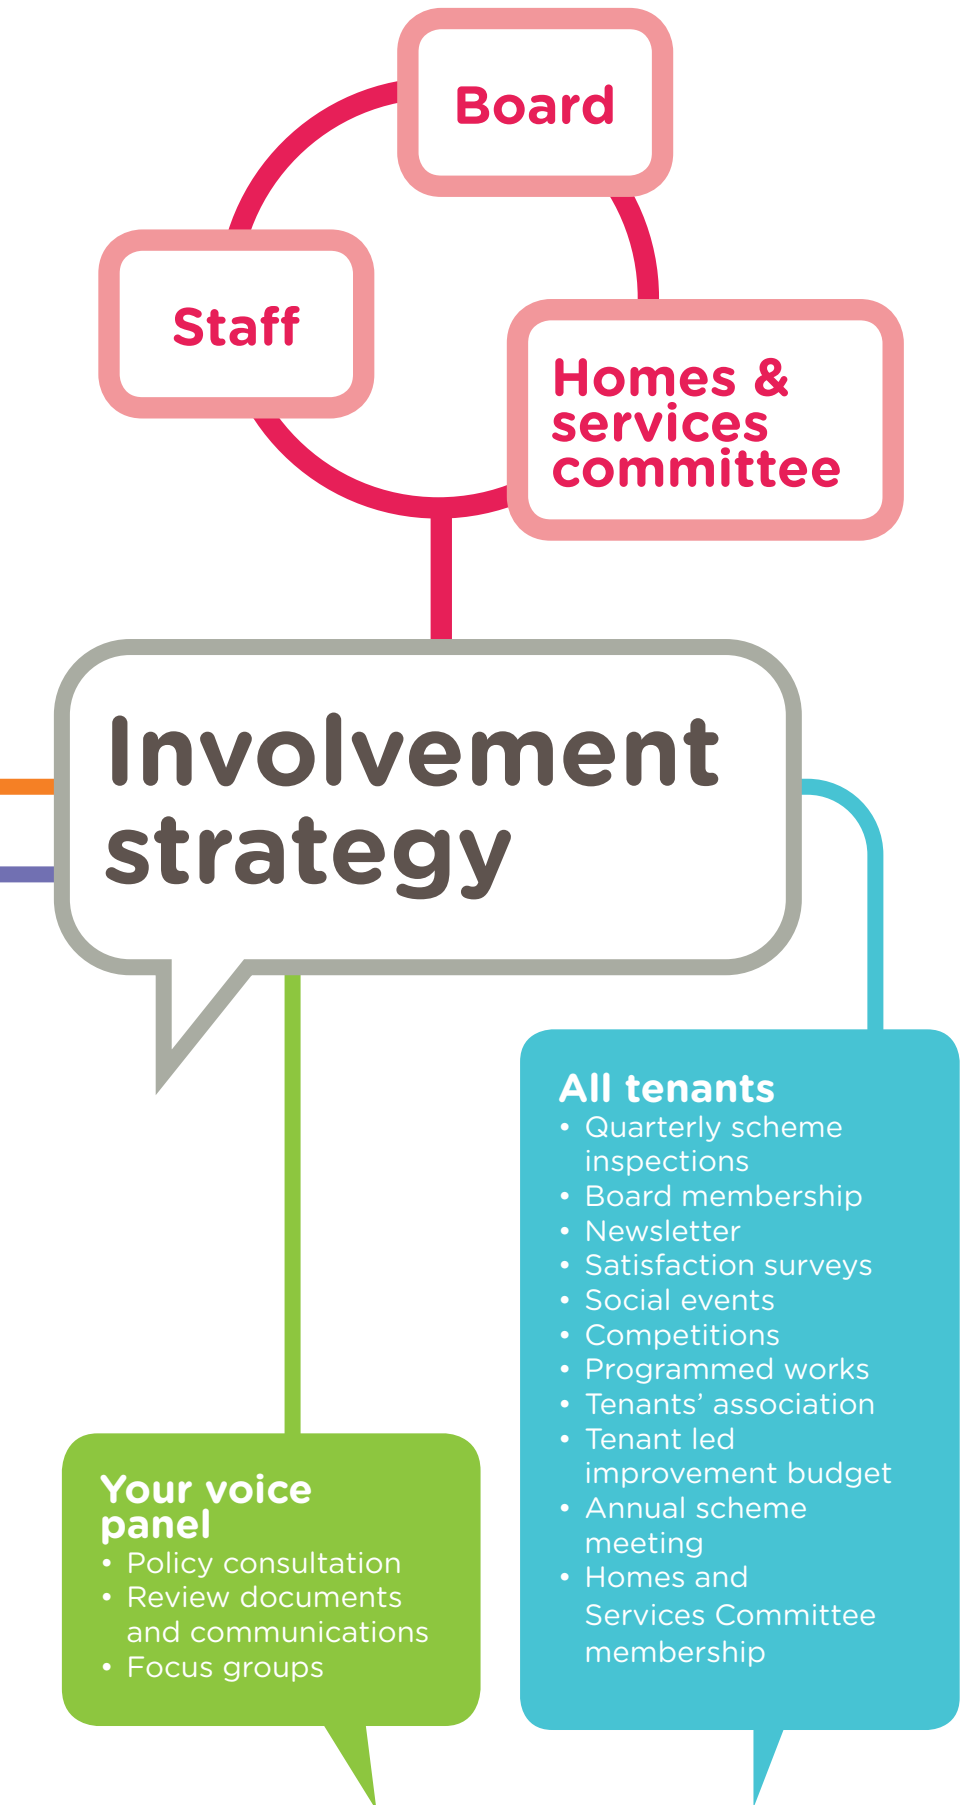 Board
Staff
Homes &
services
committee
Involvement
strategy
All tenants
• Quarterly scheme
inspections
• Board membership
• Newsletter
• Satisfaction surveys
• Social events
• Competitions
• Programmed works
• Tenants’ association
• Tenant led
improvement budget
• Annual scheme
meeting
• Homes and
Services Committee
membership
Your voice
panel
• Policy consultation
• Review documents
and communications
• Focus groups